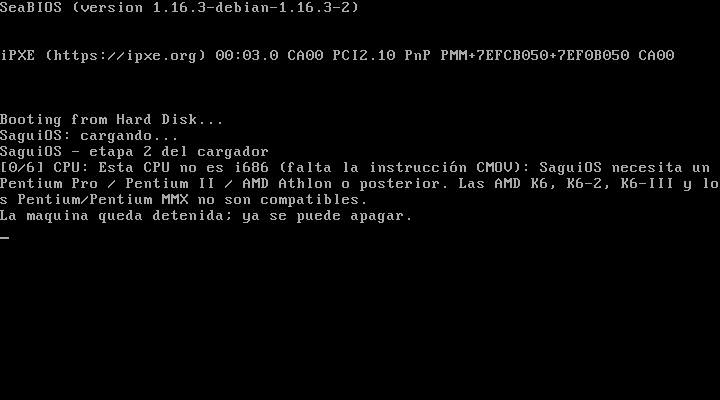 SeaBIOS (version 1.16.3-debian-1.16.3-2)
iPXE (https://ipxe.org) 00:03.0 CA00 PCI2.10 PnP PMM+7EFCB050+7EF0B050 CA00
Booting from Hard Disk...
SaguiOS: cargando...
SaguiOS - etapa 2 del cargador
[0/6] CPU: Esta CPU no es i686 (falta la instrucción CMOV): SaguiOS necesita un
Pentium Pro / Pentium II / AMD Athlon o posterior. Las AMD K6, K6-2, K6-III y lo
s Pentium/Pentium MMX no son compatibles.
La maquina queda detenida; ya se puede apagar.